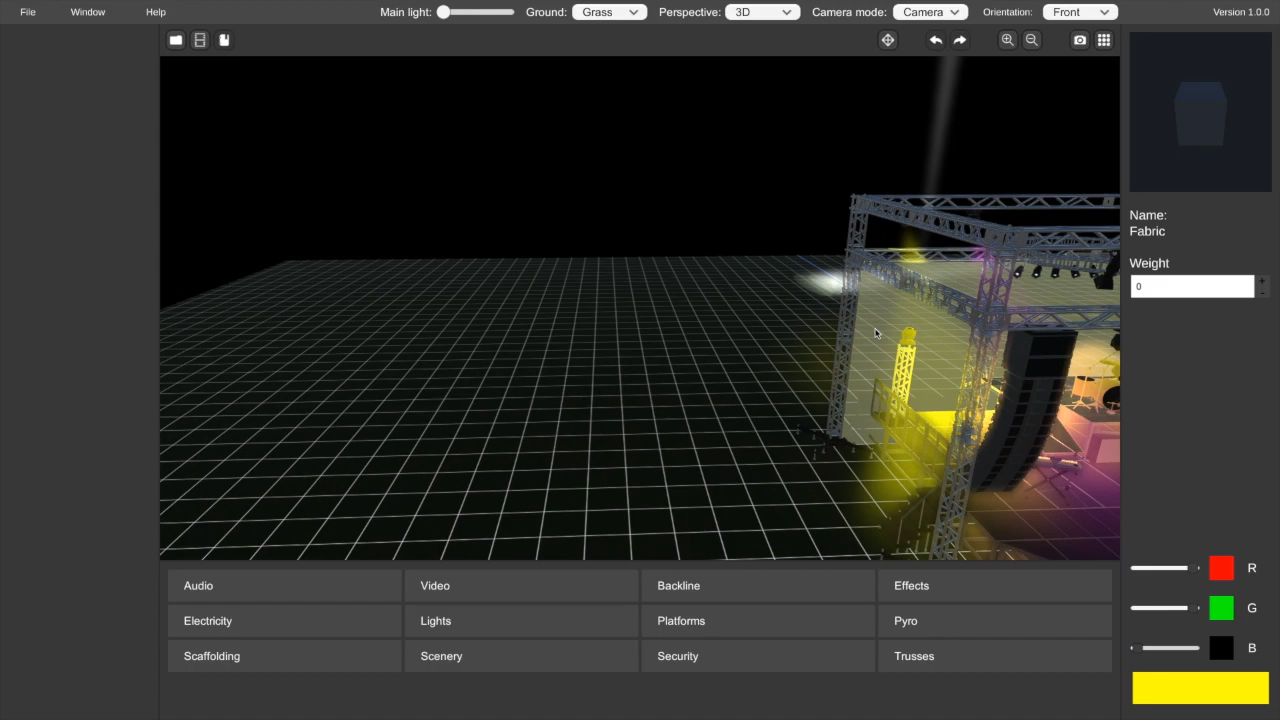 File Window Help Main light: Ground: Grass Perspective: 3D Camera mode: Camera Orientation: Front Version 1.0.0
Name:
Fabric
Weight
0
R
G
B
Audio Video Backline Effects
Electricity Lights Platforms Pyro
Scaffolding Scenery Security Trusses